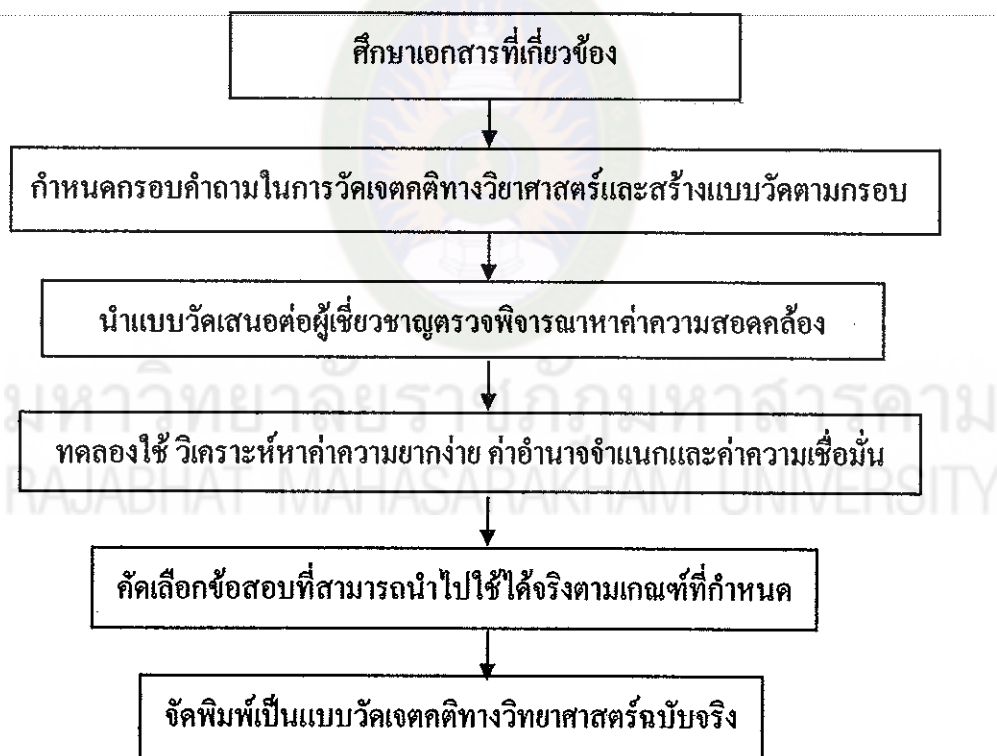 ศึกษาเอกสารที่เกี่ยวข้อง
กำหนดกรอบคำถามในการวัดเจตคติทางวิยาศาสตร์และสร้างแบบวัดตามกรอบ
นำแบบวัดเสนอต่อผู้เชี่ยวชาญตรวจพิจารณาหาค่าความสอดคล้อง
มหาวิทยาลัยราชภัฏมหาสารคาม
ทดลองใช้ วิเคราะห์หาค่าความยากง่าย ค่าอำนาจจำแนกและค่าความเชื่อมั่น
RAJABHAT MAHASARAKHAM UNIVERSITY
คัดเลือกข้อสอบที่สามารถนำไปใช้ได้จริงตามเกณฑ์ที่กำหนด
จัดพิมพ์เป็นแบบวัดเจตคติทางวิทยาศาสตร์ฉบับจริง